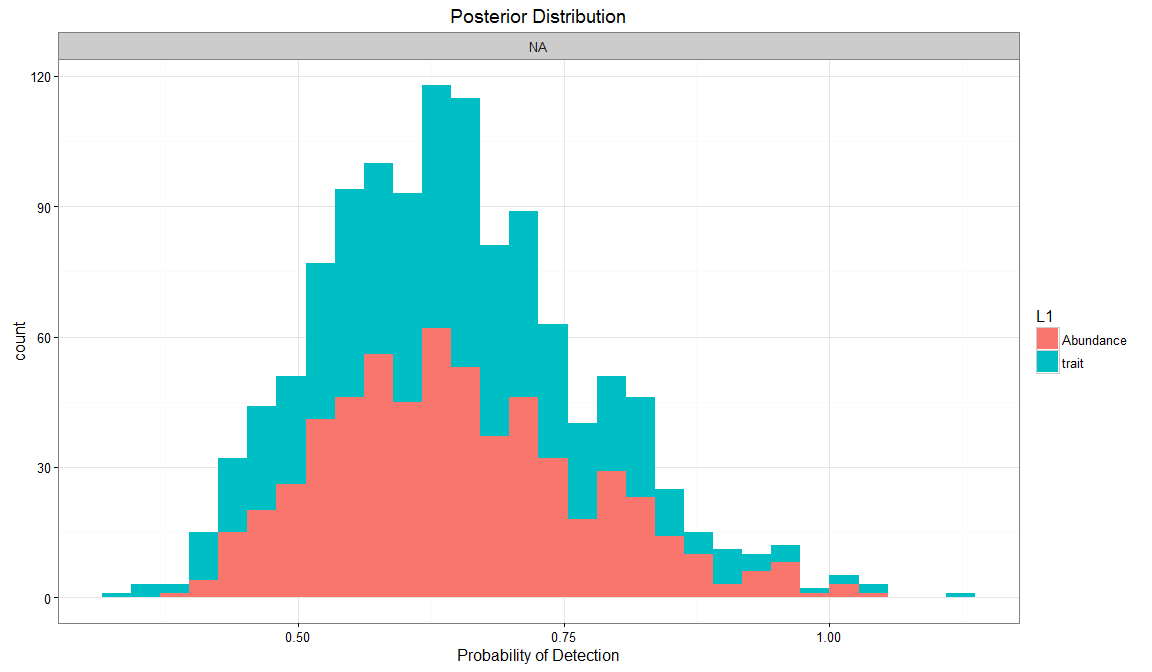 Posterior Distribution
NA
120
90
60
30
0
count
0.50 0.75 1.00
Probability of Detection
L1
Abundance
trait